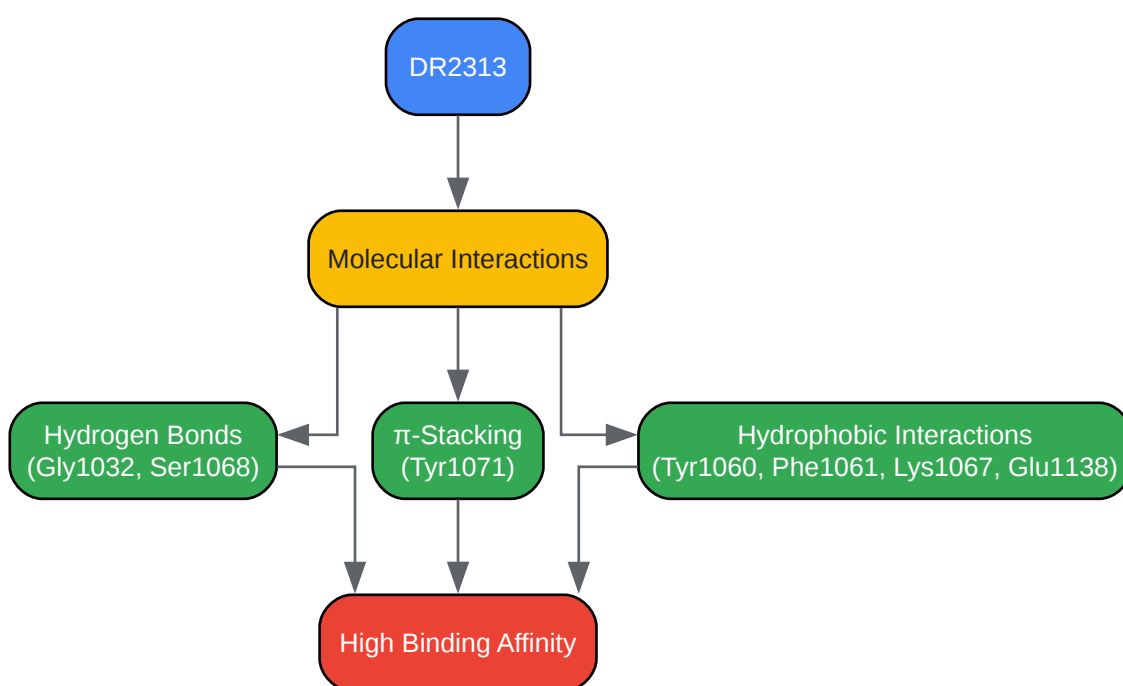 DR2313
Molecular Interactions
Hydrogen Bonds
(Gly1032, Ser1068)
π-Stacking
(Tyr1071)
Hydrophobic Interactions
(Tyr1060, Phe1061, Lys1067, Glu1138)
High Binding Affinity